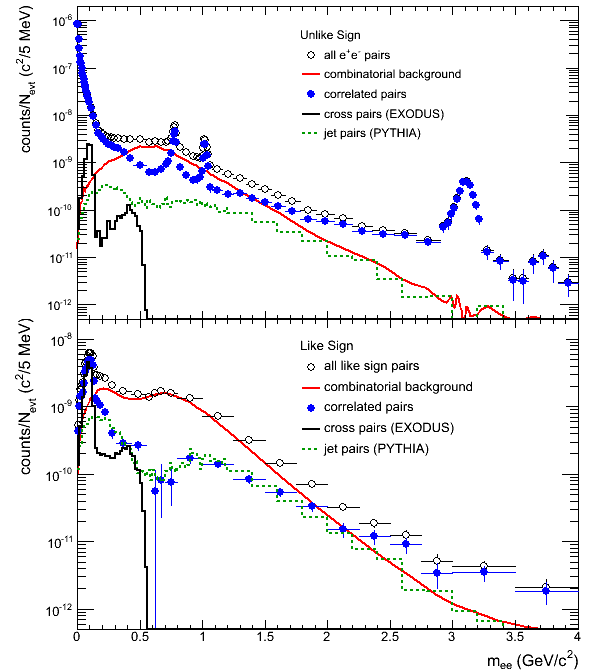 counts/N_evt (c²/5 MeV)
10⁻⁶
10⁻⁷
10⁻⁸
10⁻⁹
10⁻¹⁰
10⁻¹¹
10⁻¹²
Unlike Sign
all e⁺e⁻ pairs
combinatorial background
correlated pairs
cross pairs (EXODUS)
jet pairs (PYTHIA)
counts/N_evt (c²/5 MeV)
10⁻⁸
10⁻⁹
10⁻¹⁰
10⁻¹¹
10⁻¹²
Like Sign
all like sign pairs
combinatorial background
correlated pairs
cross pairs (EXODUS)
jet pairs (PYTHIA)
0 0.5 1 1.5 2 2.5 3 3.5 4
m_ee (GeV/c²)